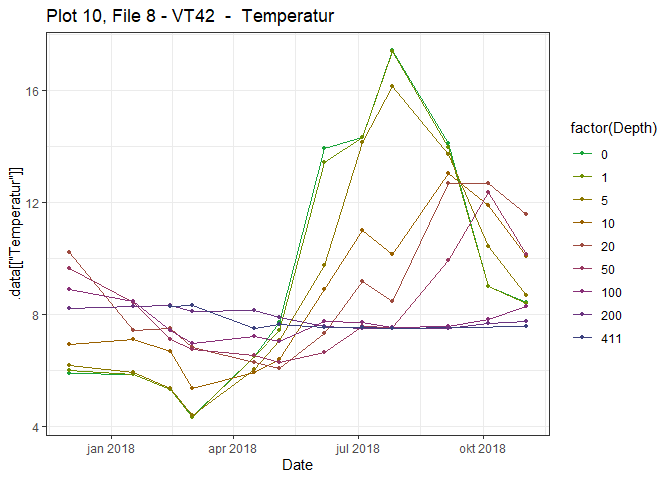 Plot 10, File 8 - VT42  -  Temperatur
.data[["Temperatur"]]
16
12
8
4
jan 2018 apr 2018 jul 2018 okt 2018
Date
factor(Depth)
0
1
5
10
20
50
100
200
411